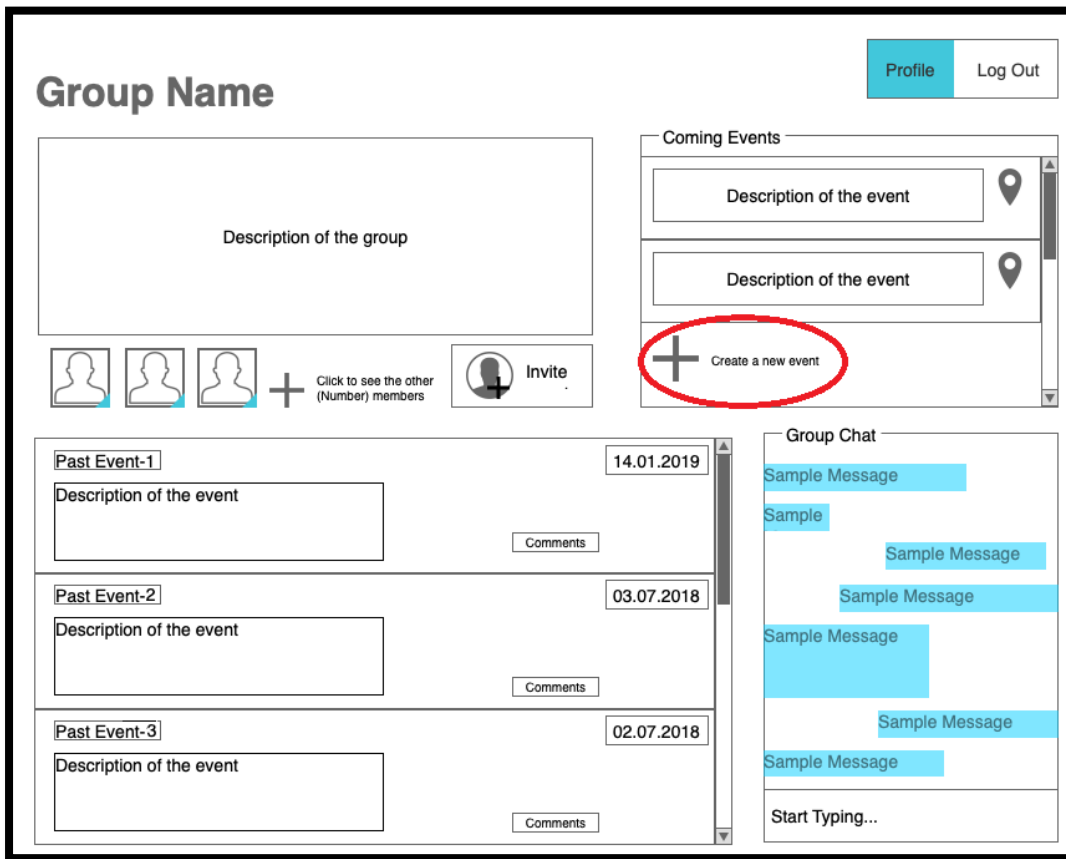 Profile
Log Out
Group Name
Coming Events
Description of the event
Description of the event
Create a new event
Description of the group
Click to see the other
(Number) members
Invite
Past Event-1
14.01.2019
Description of the event
Comments
Past Event-2
03.07.2018
Description of the event
Comments
Past Event-3
02.07.2018
Description of the event
Comments
Group Chat
Sample Message
Sample
Sample Message
Sample Message
Sample Message
Sample Message
Sample Message
Start Typing...